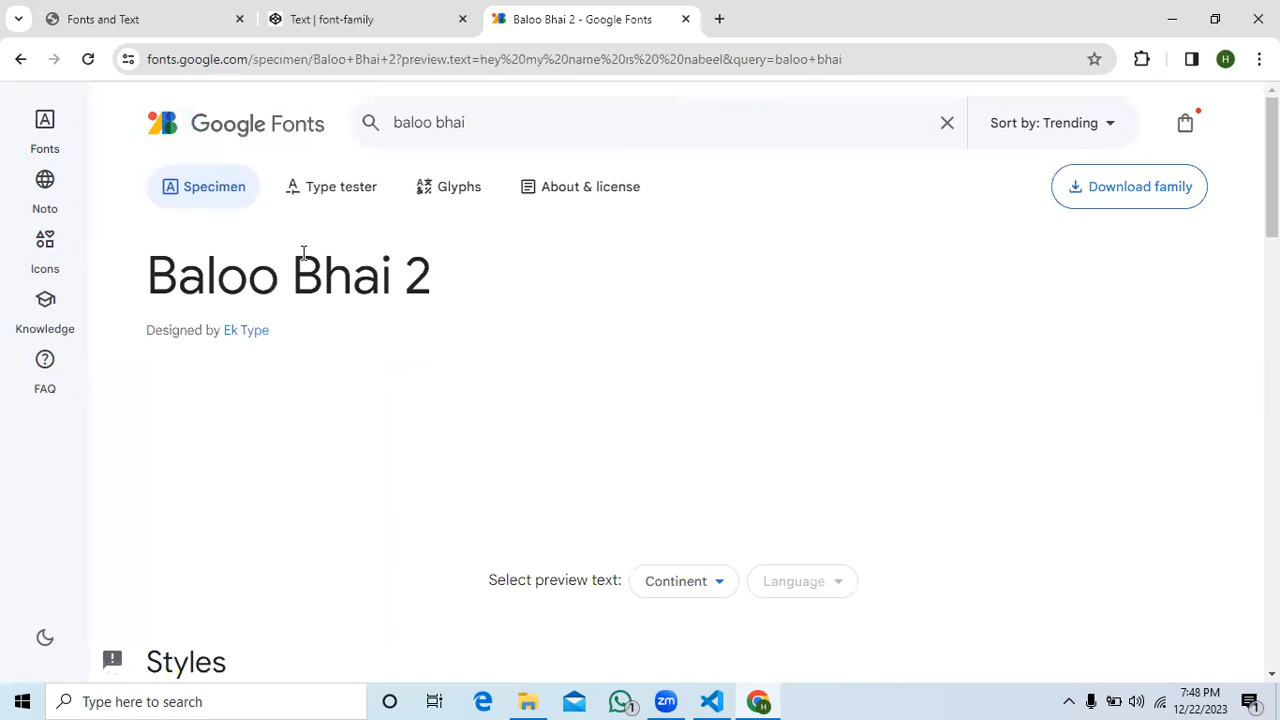 Fonts and Text
Text | font-family
Baloo Bhai 2 - Google Fonts
fonts.google.com/specimen/Baloo+Bhai+2?preview.text=hey%20my%20name%20is%20%20nabeel&query=baloo+bhai
H
A
Fonts
Noto
Icons
Knowledge
FAQ
Google Fonts
baloo bhai
Sort by: Trending
Specimen
Type tester
Glyphs
About & license
Download family
Baloo Bhai 2
Designed by Ek Type
Select preview text:
Continent
Language
Styles
Type here to search
1
zm
7:48 PM
12/22/2023
1